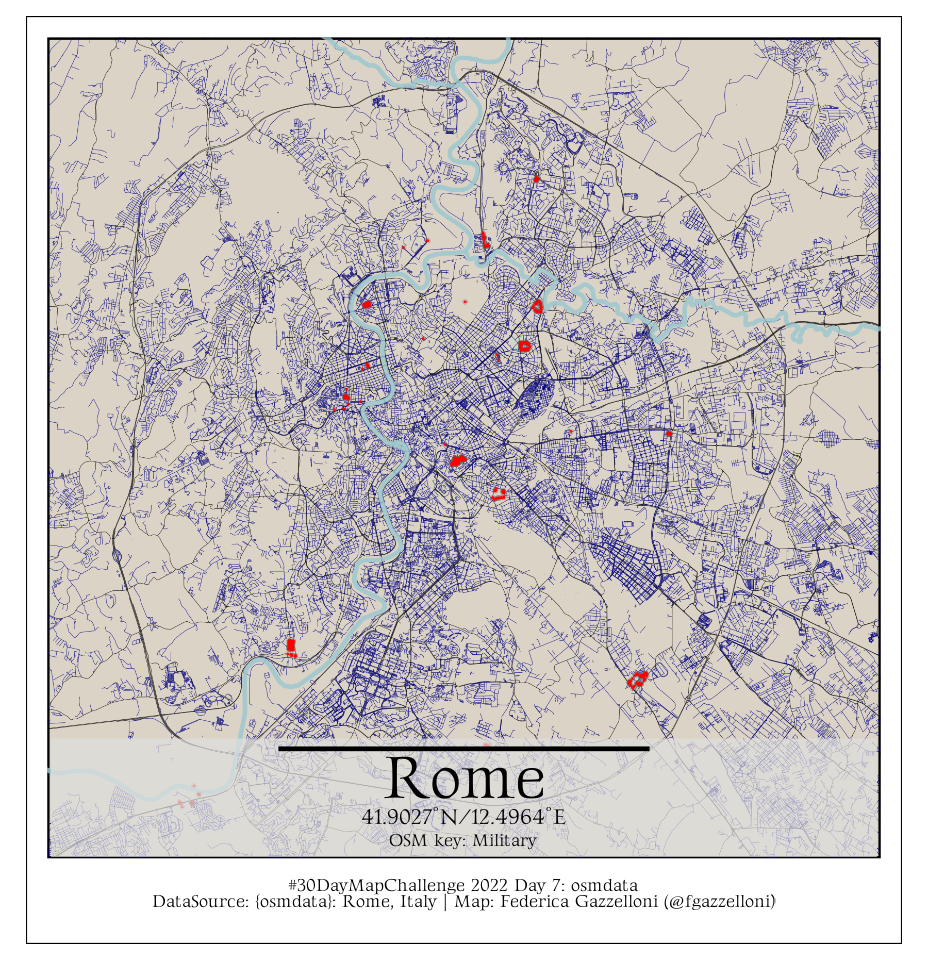 Rome
41.9027°N/12.4964°E
OSM key: Military
#30DayMapChallenge 2022 Day 7: osmdata
DataSource: {osmdata}: Rome, Italy | Map: Federica Gazzelloni (@fgazzelloni)